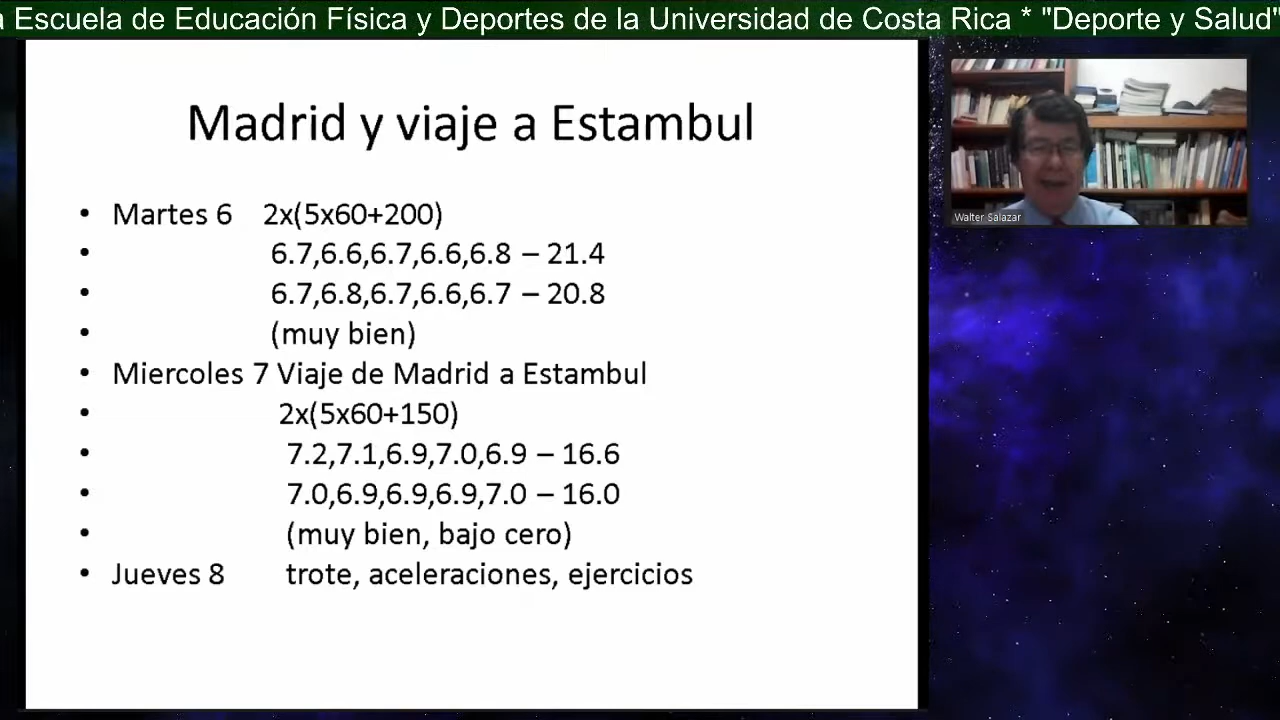 a Escuela de Educación Física y Deportes de la Universidad de Costa Rica * "Deporte y Salud"
Madrid y viaje a Estambul
• Martes 6 2x(5x60+200)
• 6.7,6.6,6.7,6.6,6.8 – 21.4
• 6.7,6.8,6.7,6.6,6.7 – 20.8
• (muy bien)
• Miercoles 7 Viaje de Madrid a Estambul
• 2x(5x60+150)
• 7.2,7.1,6.9,7.0,6.9 – 16.6
• 7.0,6.9,6.9,6.9,7.0 – 16.0
• (muy bien, bajo cero)
• Jueves 8 trote, aceleraciones, ejercicios
Walter Salazar